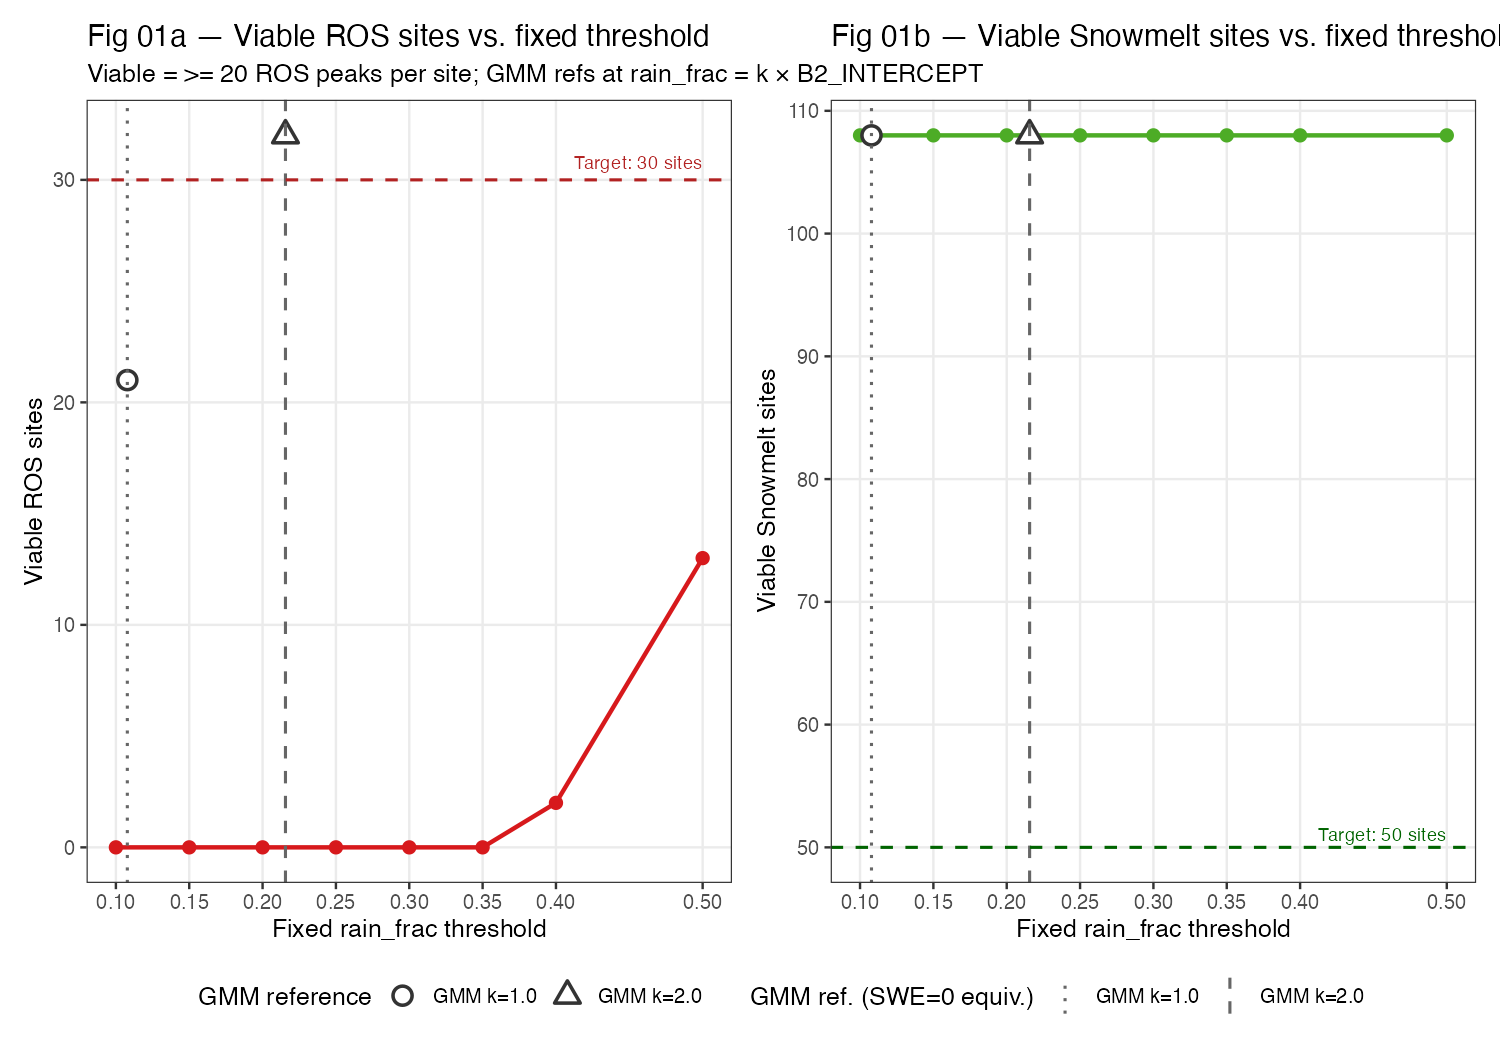 Fig 01a — Viable ROS sites vs. fixed threshold
Viable = >= 20 ROS peaks per site; GMM refs at rain_frac = k × B2_INTERCEPT
Viable ROS sites
30
20
10
0
Target: 30 sites
0.10 0.15 0.20 0.25 0.30 0.35 0.40 0.50
Fixed rain_frac threshold
Fig 01b — Viable Snowmelt sites vs. fixed threshol
Viable Snowmelt sites
110
100
90
80
70
60
50
Target: 50 sites
0.10 0.15 0.20 0.25 0.30 0.35 0.40 0.50
Fixed rain_frac threshold
GMM reference GMM k=1.0 GMM k=2.0 GMM ref. (SWE=0 equiv.) GMM k=1.0 GMM k=2.0